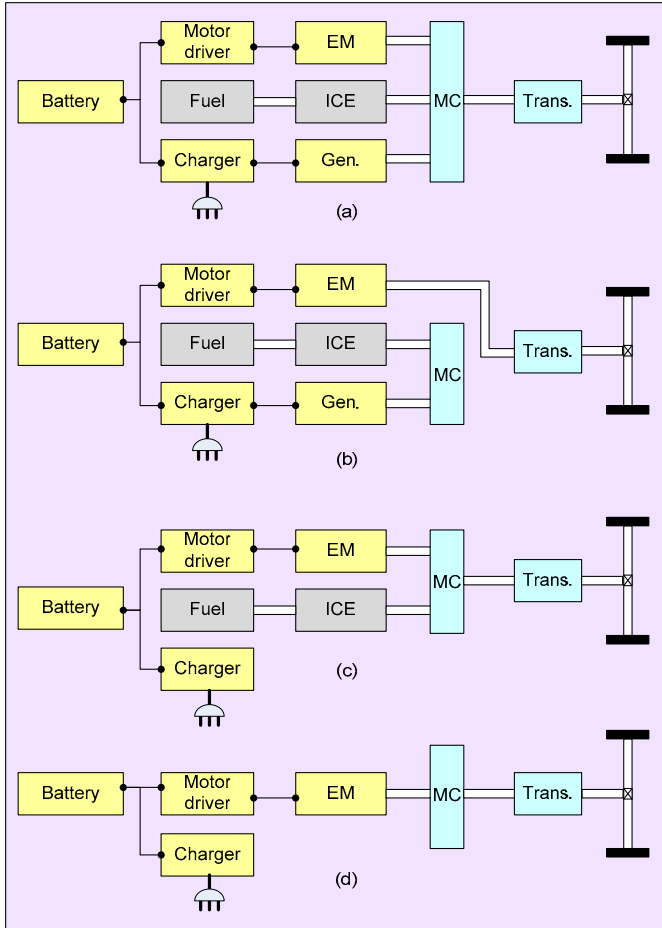 Motor
driver
EM
Battery
Fuel
ICE
MC
Trans.
Charger
Gen.
(a)
Motor
driver
EM
Battery
Fuel
ICE
MC
Trans.
Charger
Gen.
(b)
Motor
driver
EM
Battery
Fuel
ICE
MC
Trans.
Charger
(c)
Battery
Motor
driver
EM
MC
Trans.
Charger
(d)